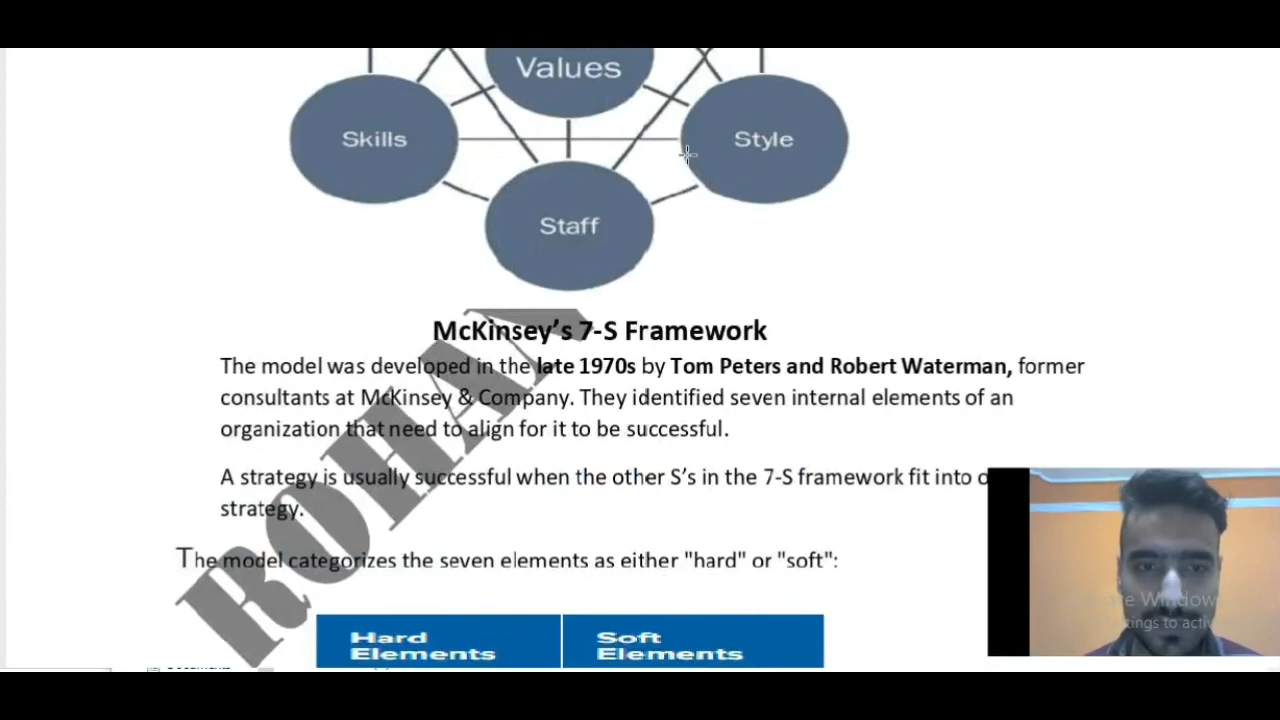 Values
Skills
Style
Staff
McKinsey's 7-S Framework
The model was developed in the late 1970s by Tom Peters and Robert Waterman, former
consultants at McKinsey & Company. They identified seven internal elements of an
organization that need to align for it to be successful.
A strategy is usually successful when the other S's in the 7-S framework fit into
strategy.
The model categorizes the seven elements as either "hard" or "soft":
ROHAN
Hard Soft
Elements Elements